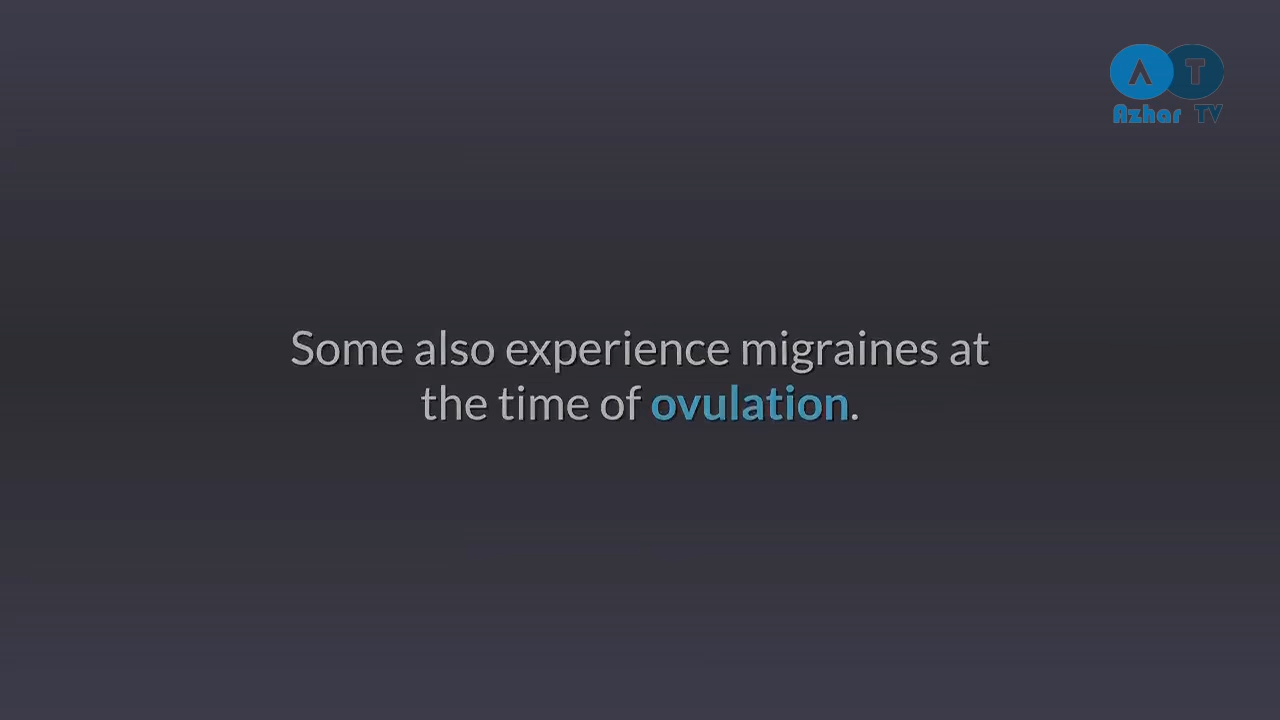 A T
Azhar TV
Some also experience migraines at
the time of ovulation.